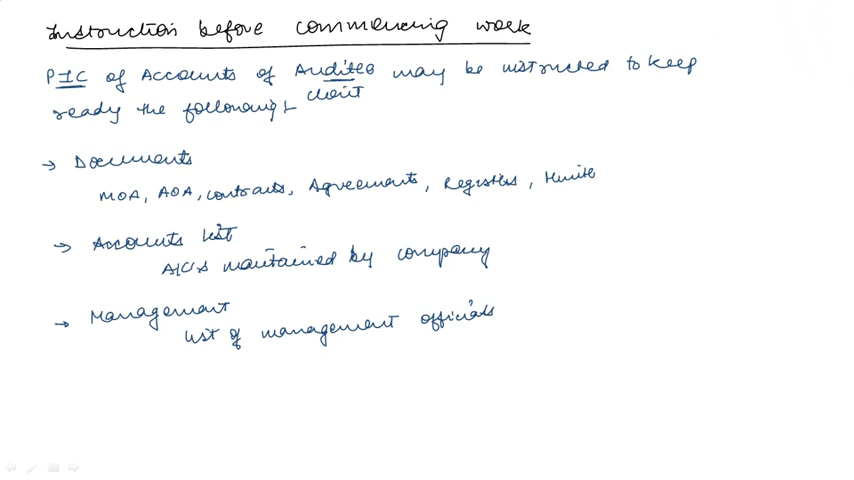 Instruction before commencing work
PIC of Accounts of Auditee may be instructed to keep
client
ready the following
→ Documents
MOA, AOA, contracts, Agreements, Registers, Minute
→ Accounts list
A/C's maintained by company
→ Management
list of management officials